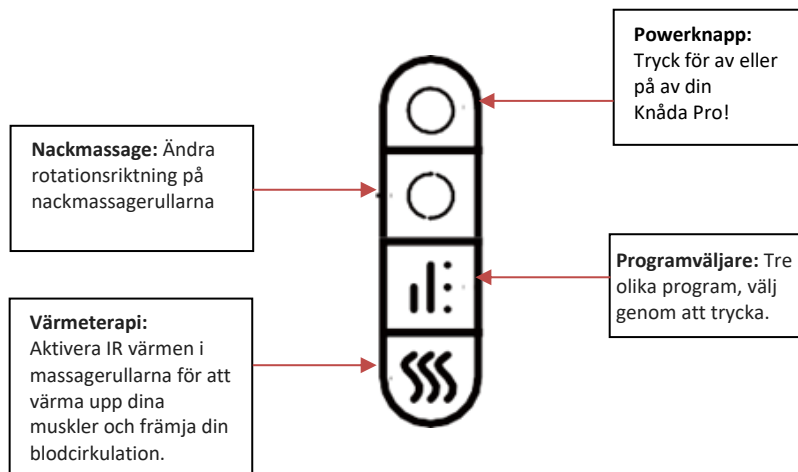 Powerknapp:
Tryck för av eller
på av din
Knåda Pro!
Nackmassage: Ändra
rotationsriktning på
nackmassagerullarna
Programväljare: Tre
olika program, välj
genom att trycka.
Värmeterapi:
Aktivera IR värmen i
massagerullarna för att
värma upp dina
muskler och främja din
blodcirkulation.